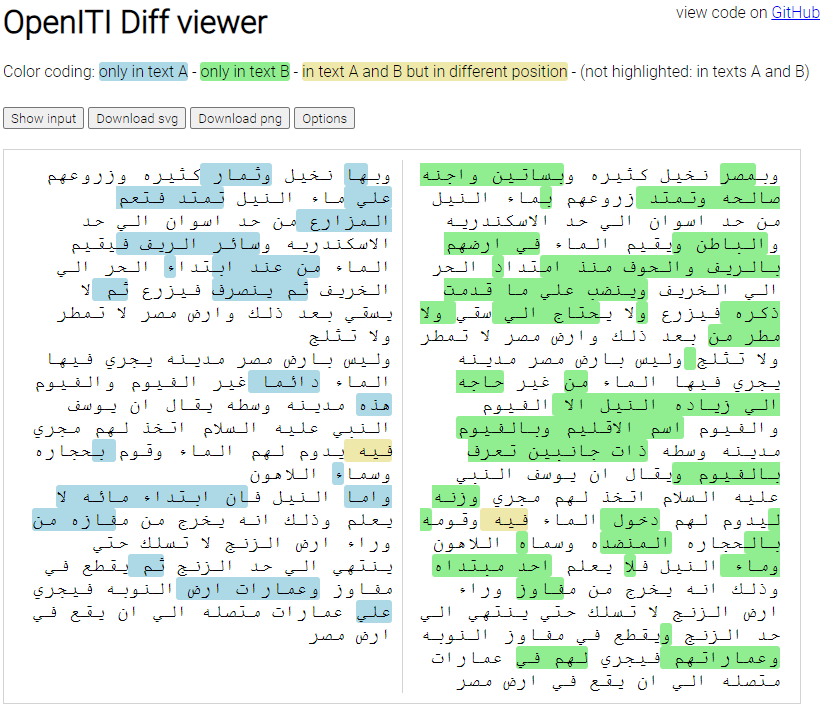 OpenITI Diff viewer
view code on GitHub
Color coding: only in text A - only in text B - in text A and B but in different position - (not highlighted: in texts A and B)
Show input Download svg Download png Options
وبها نخيل وثمار كثيره وزروعهم
علي ماء النيل تمتد فتعم
المزارع من حد اسوان الي حد
الاسكندريه وسائر الريف فيقيم
الماء من عند ابتداء الحر الي
الخريف ثم ينصرف فيزرع ثم لا
يسقي بعد ذلك وارض مصر لا تمطر
ولا تثلج
وليس بارض مصر مدينه يجري فيها
الماء دائما غير الفيوم والفيوم
هذه مدينه وسطه يقال ان يوسف
النبي عليه السلام اتخذ لهم مجري
فيه يدوم لهم الماء وقوم بحجاره
وسماء اللاهون
واما النيل فان ابتداء مائه لا
يعلم وذلك انه يخرج من مفازه من
وراء ارض الزنج لا تسلك حتي
ينتهي الي حد الزنج ثم يقطع في
مفاوز وعمارات ارض النوبه فيجري
علي عمارات متصله الي ان يقع في
ارض مصر
وبمصر نخيل كثيره وبساتين واجنه
صالحه وتمتد زروعهم بماء النيل
من حد اسوان الي حد الاسكندريه
والباطن ويقيم الماء في ارضهم
بالريف والحوف منذ امتداد الحر
الي الخريف وينضب علي ما قدمت
ذكره فيزرع ولا يحتاج الي سقي ولا
مطر من بعد ذلك وارض مصر لا تمطر
ولا تثلج وليس بارض مصر مدينه
يجري فيها الماء من غير حاجه
الي زياده النيل الا الفيوم
والفيوم اسم الاقليم وبالفيوم
مدينه وسطه ذات جانبين تعرف
بالفيوم ويقال ان يوسف النبي
عليه السلام اتخذ لهم مجري وزنه
ليدوم لهم دخول الماء فيه وقومه
بالحجاره المنضده وسماه اللاهون
وماء النيل فلا يعلم احد مبتداه
وذلك انه يخرج من مفاوز وراء
ارض الزنج لا تسلك حتي ينتهي الي
حد الزنج ويقطع في مفاوز النوبه
وعماراتهم فيجري لهم في عمارات
متصله الي ان يقع في ارض مصر